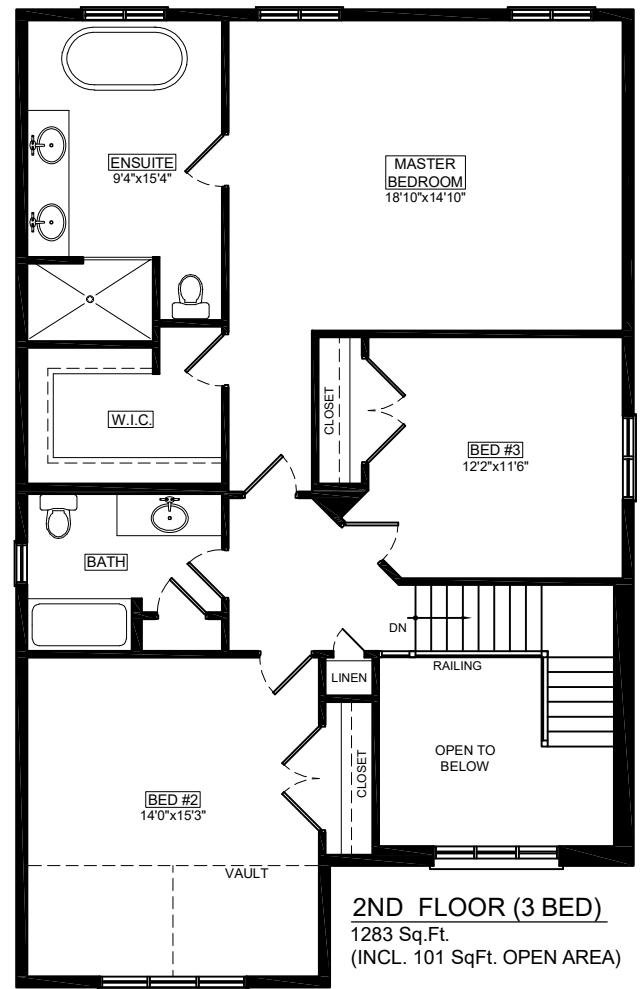 ENSUITE
9'4"x15'4"
MASTER
BEDROOM
18'10"x14'10"
CLOSET
W.I.C.
BED #3
12'2"x11'6"
BATH
DN
RAILING
LINEN
OPEN TO
BELOW
CLOSET
BED #2
14'0"x15'3"
VAULT
2ND FLOOR (3 BED)
1283 Sq.Ft.
(INCL. 101 SqFt. OPEN AREA)